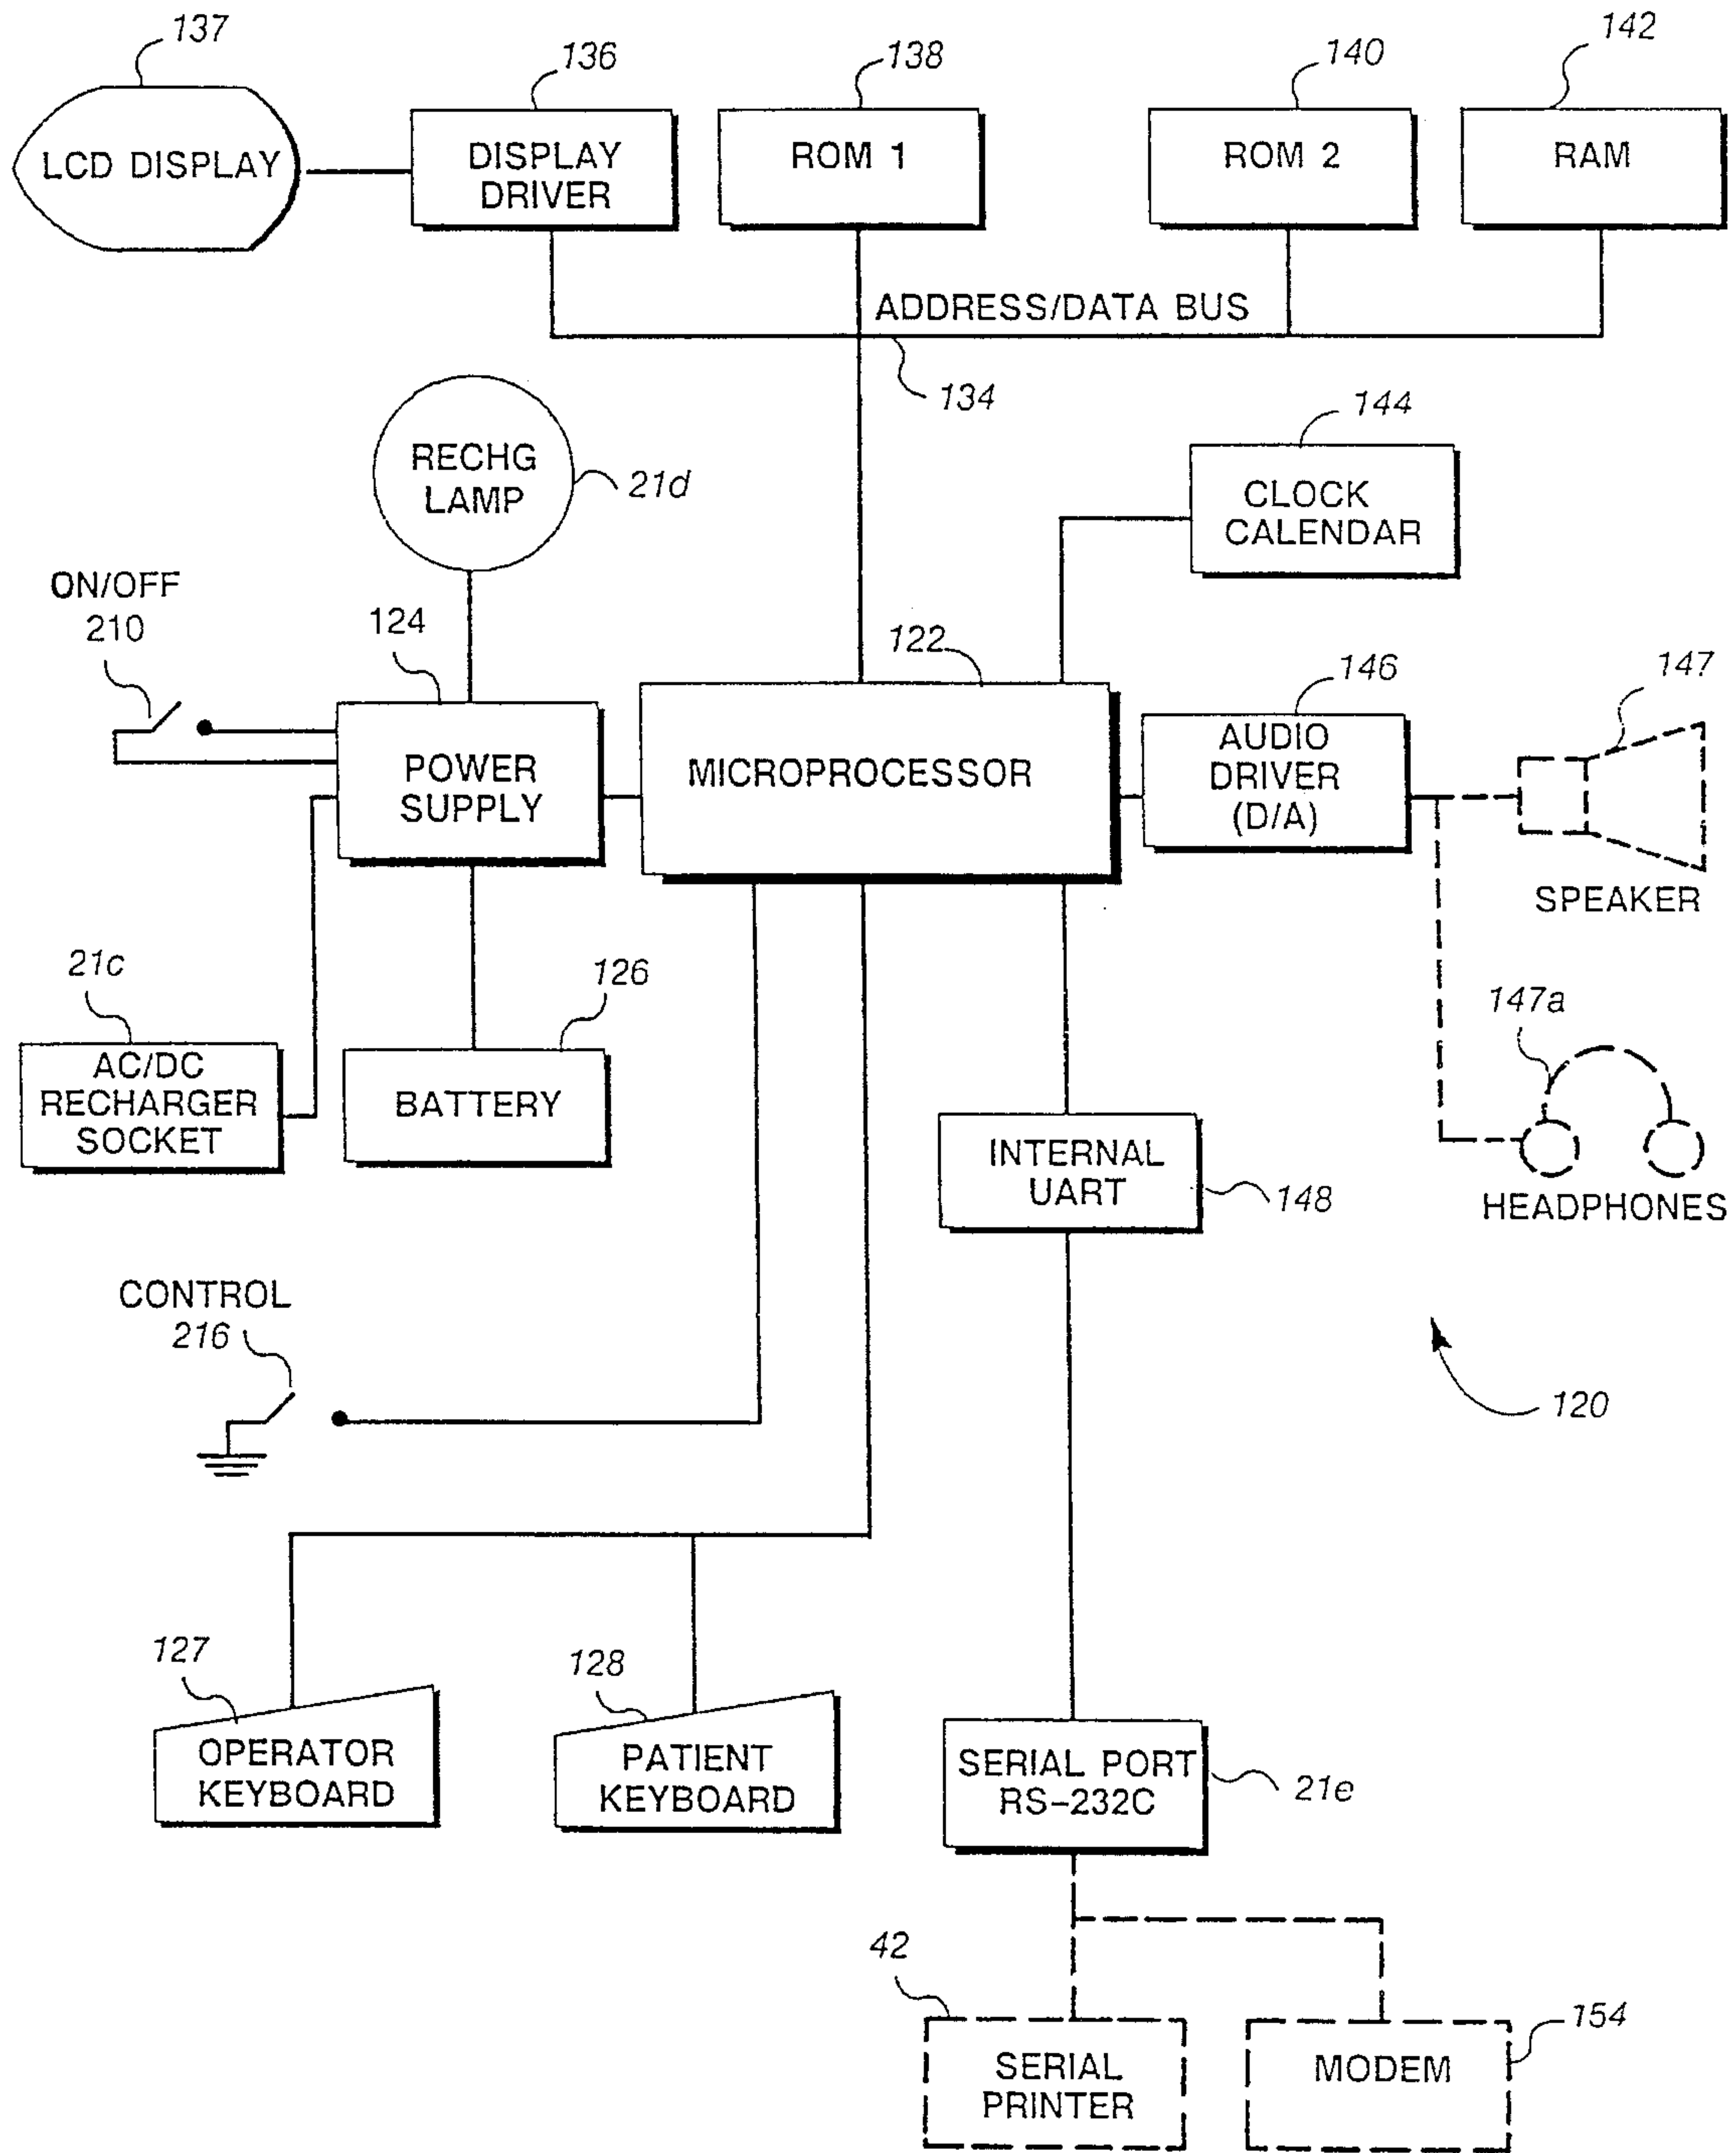 137
136
138
140
142
LCD DISPLAY
DISPLAY
DRIVER
ROM 1
ROM 2
RAM
ADDRESS/DATA BUS
134
144
RECHG
LAMP
21d
CLOCK
CALENDAR
ON/OFF
210
124
122
146
147
POWER
SUPPLY
MICROPROCESSOR
AUDIO
DRIVER
(D/A)
SPEAKER
21c
126
147a
AC/DC
RECHARGER
SOCKET
BATTERY
INTERNAL
UART
148
HEADPHONES
CONTROL
216
120
127
128
OPERATOR
KEYBOARD
PATIENT
KEYBOARD
SERIAL PORT
RS-232C
21e
42
154
SERIAL
PRINTER
MODEM